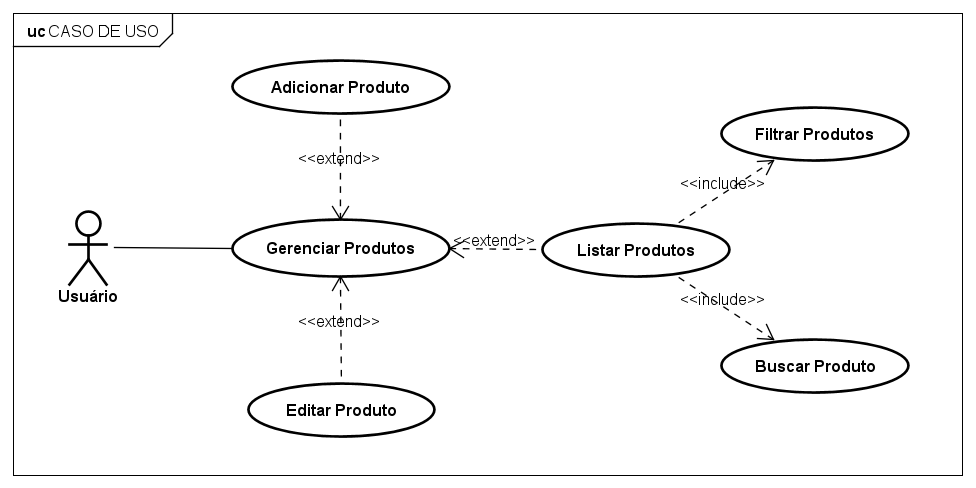 uc CASO DE USO
Adicionar Produto
Filtrar Produtos
<<extend>>
<<include>>
Usuário
Gerenciar Produtos
<<extend>>
Listar Produtos
<<extend>>
<<include>>
Editar Produto
Buscar Produto